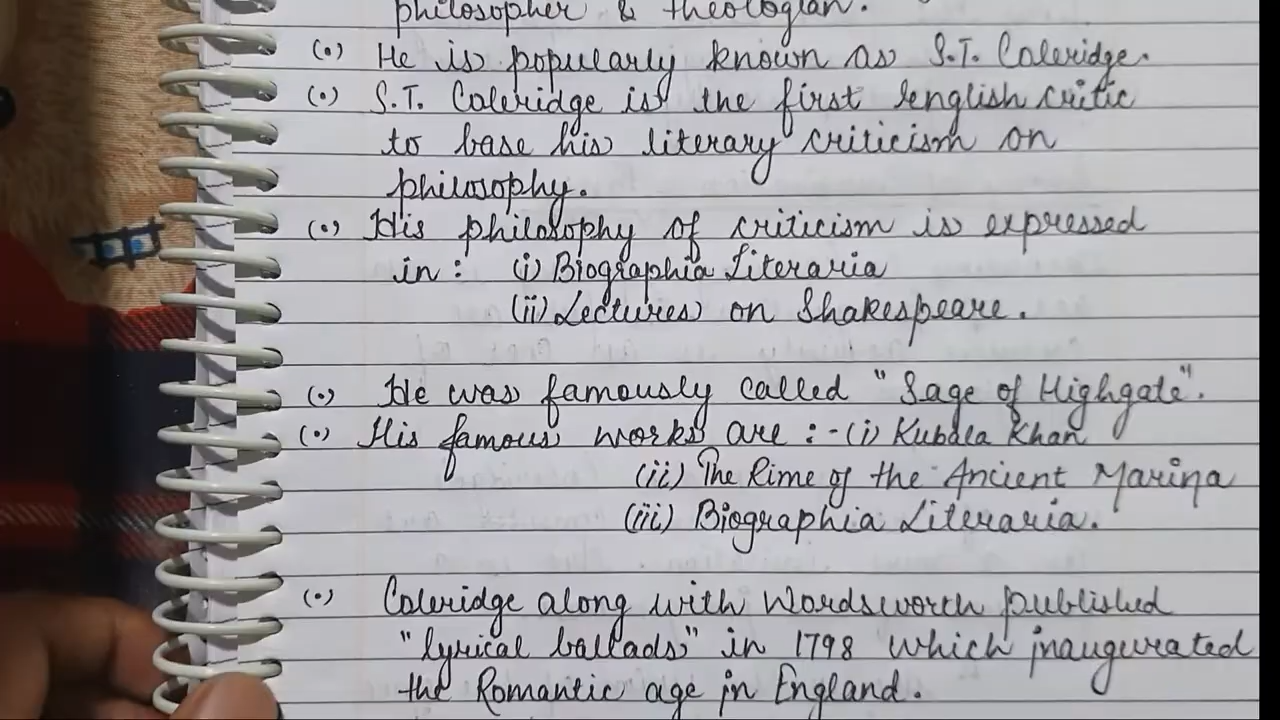 philosopher & theologian.
(•) He is popularly known as S.T. Coleridge.
(•) S.T. Coleridge is the first english critic
to base his literary criticism on
philosophy.
(•) His philosophy of criticism is expressed
in : (i) Biographia Literaria
(ii) Lectures on Shakespeare.
(•) He was famously called "Sage of Highgate".
(•) His famous works are :- (i) Kubala Khan
(ii) The Rime of the Ancient Marina
(iii) Biographia Literaria.
(•) Coleridge along with Wordsworth published
"lyrical ballads" in 1798 which inaugurated
the Romantic age in England.